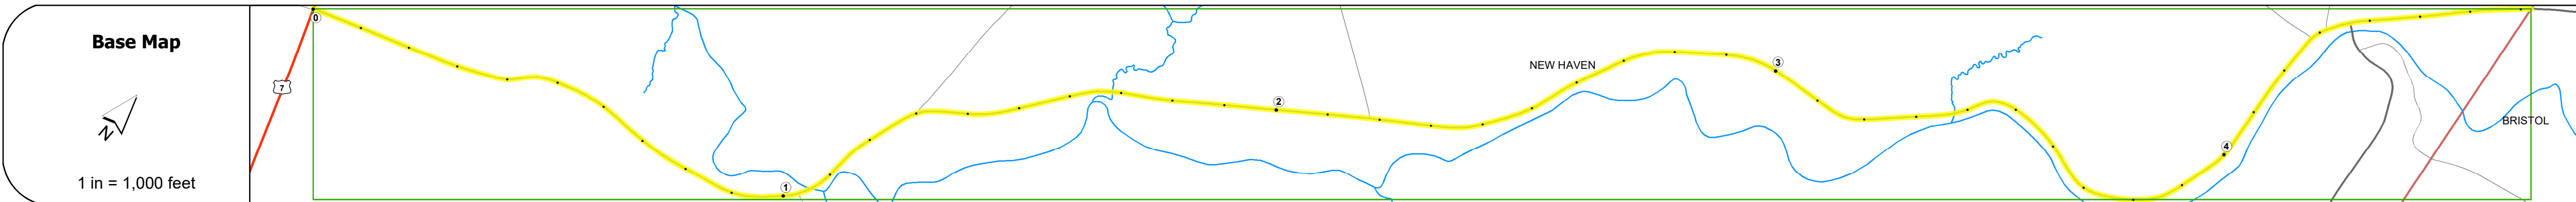 Base Map
N
1 in = 1,000 feet
7
0
1
2
NEW HAVEN
3
4
BRISTOL